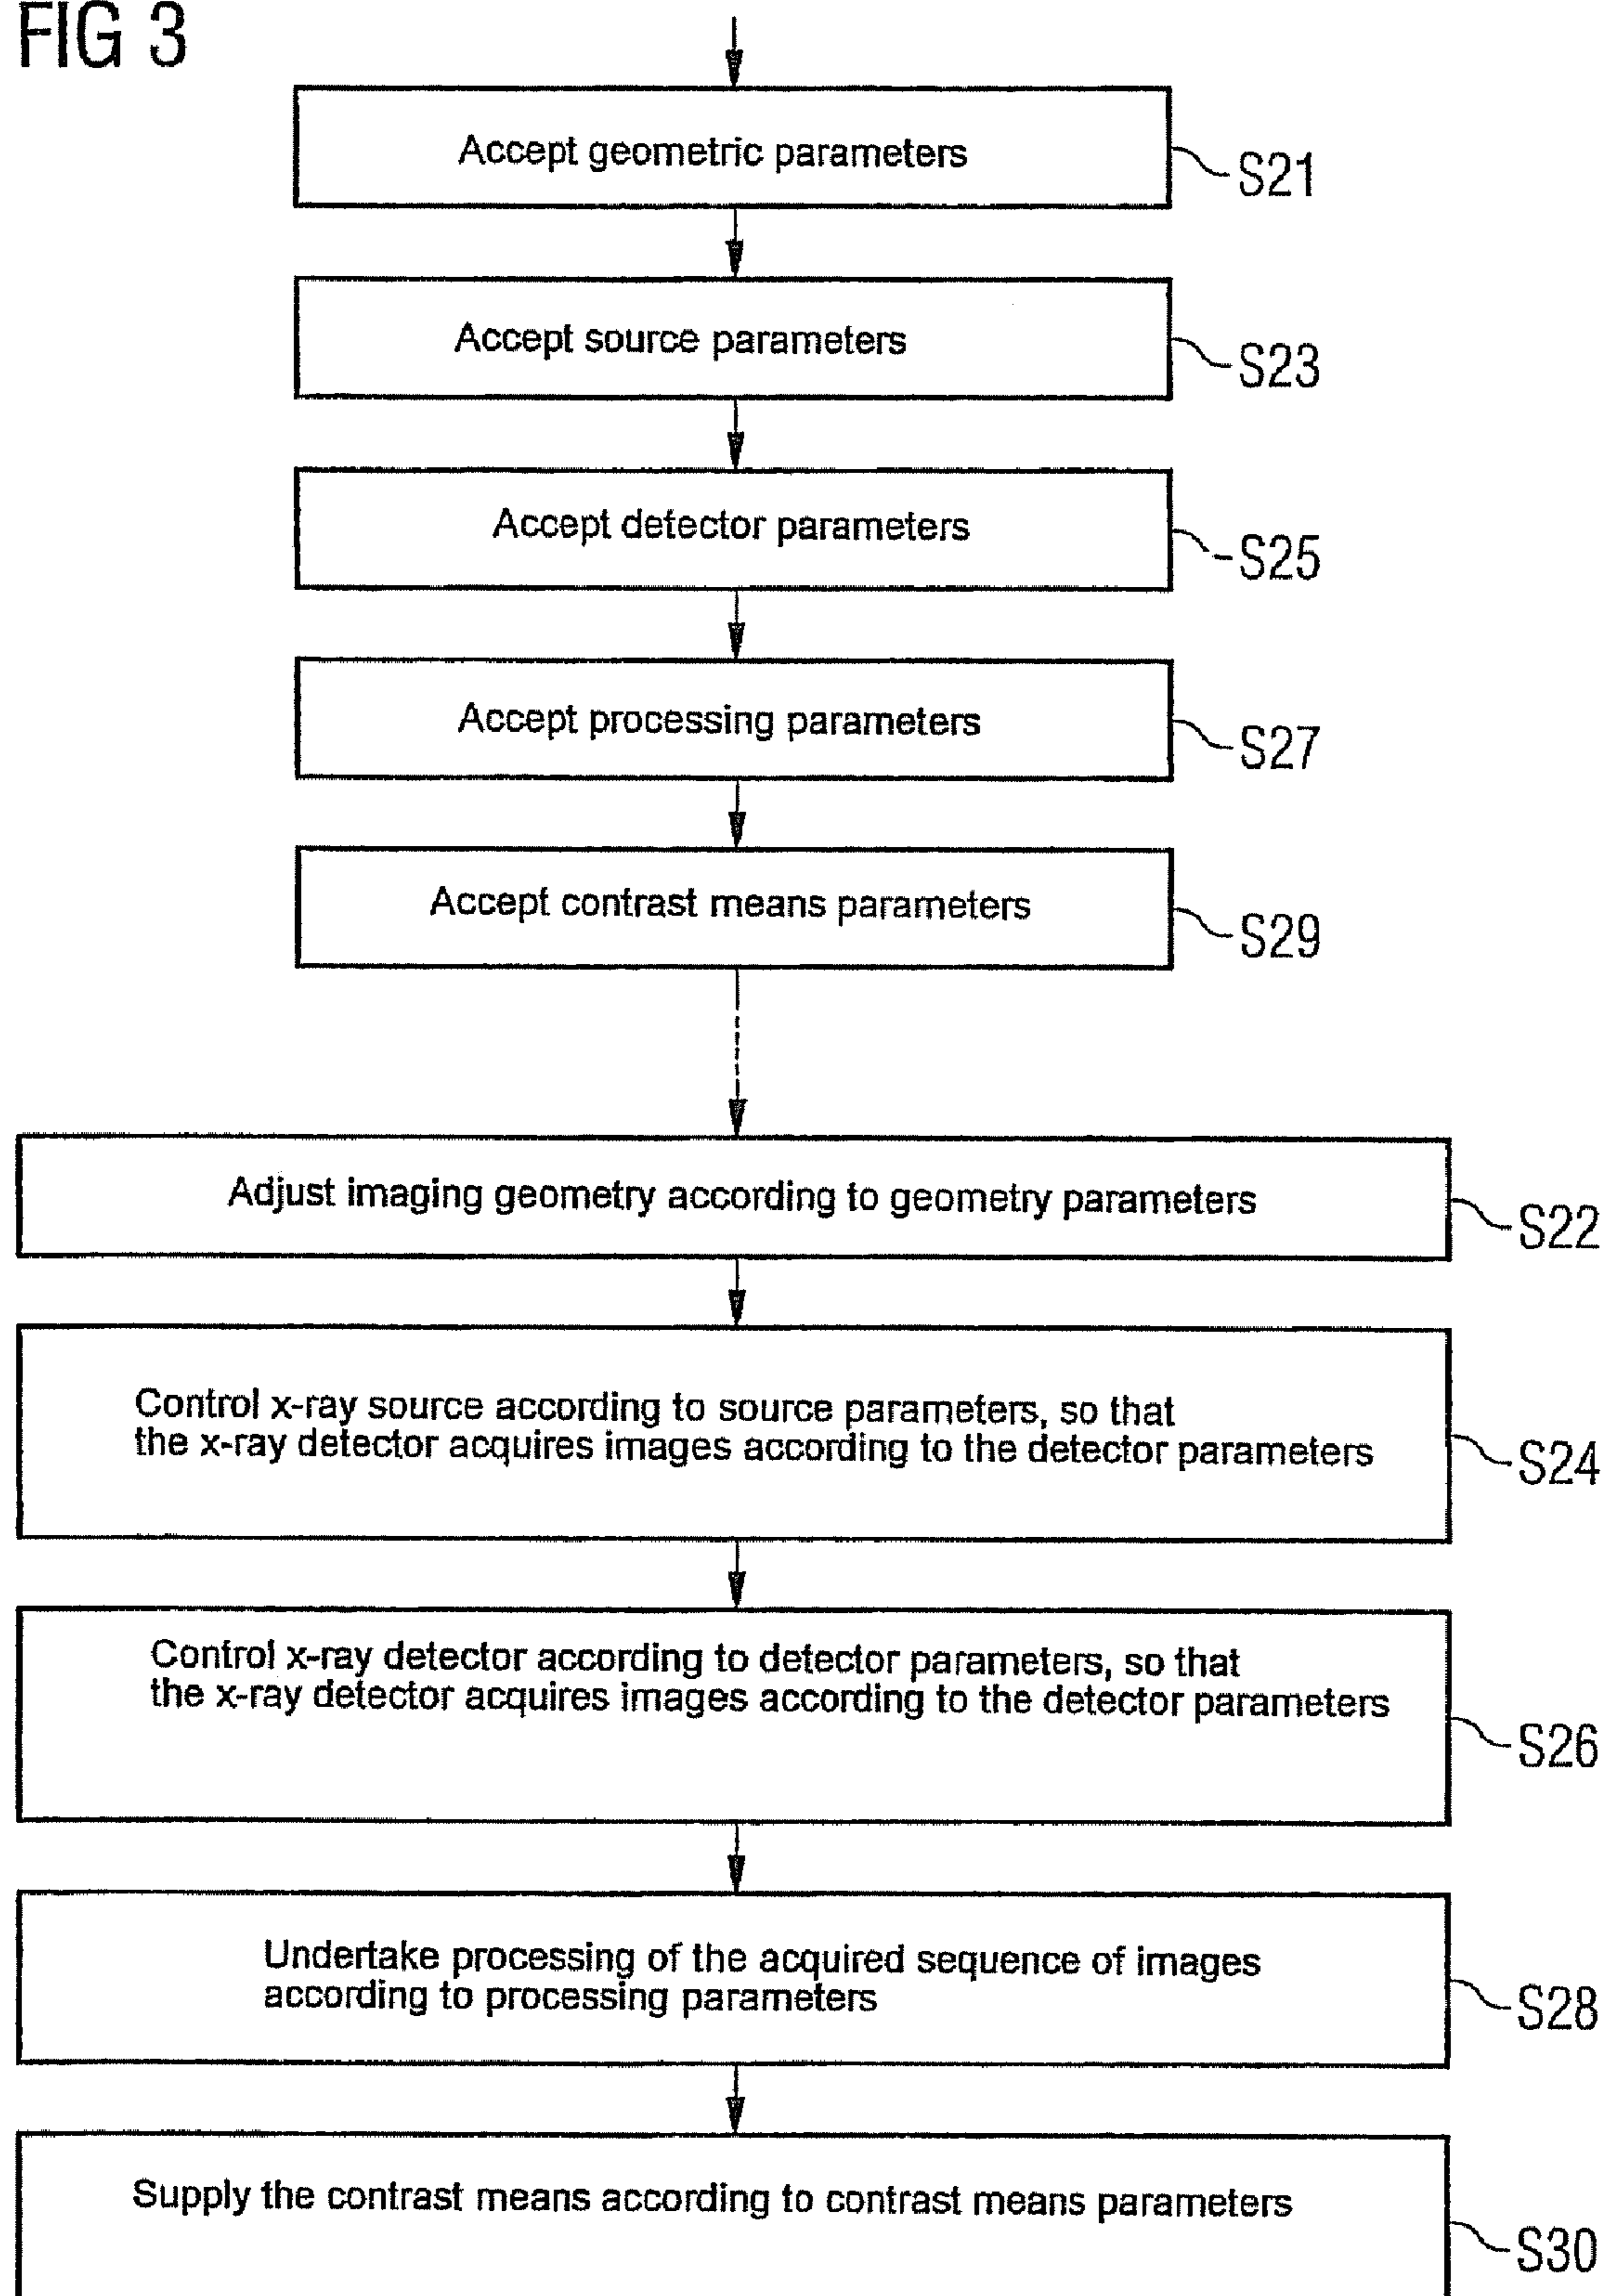 FIG 3
Accept geometric parameters
S21
Accept source parameters
S23
Accept detector parameters
S25
Accept processing parameters
S27
Accept contrast means parameters
S29
Adjust imaging geometry according to geometry parameters
S22
Control x-ray source according to source parameters, so that
the x-ray detector acquires images according to the detector parameters
S24
Control x-ray detector according to detector parameters, so that
the x-ray detector acquires images according to the detector parameters
S26
Undertake processing of the acquired sequence of images
according to processing parameters
S28
Supply the contrast means according to contrast means parameters
S30